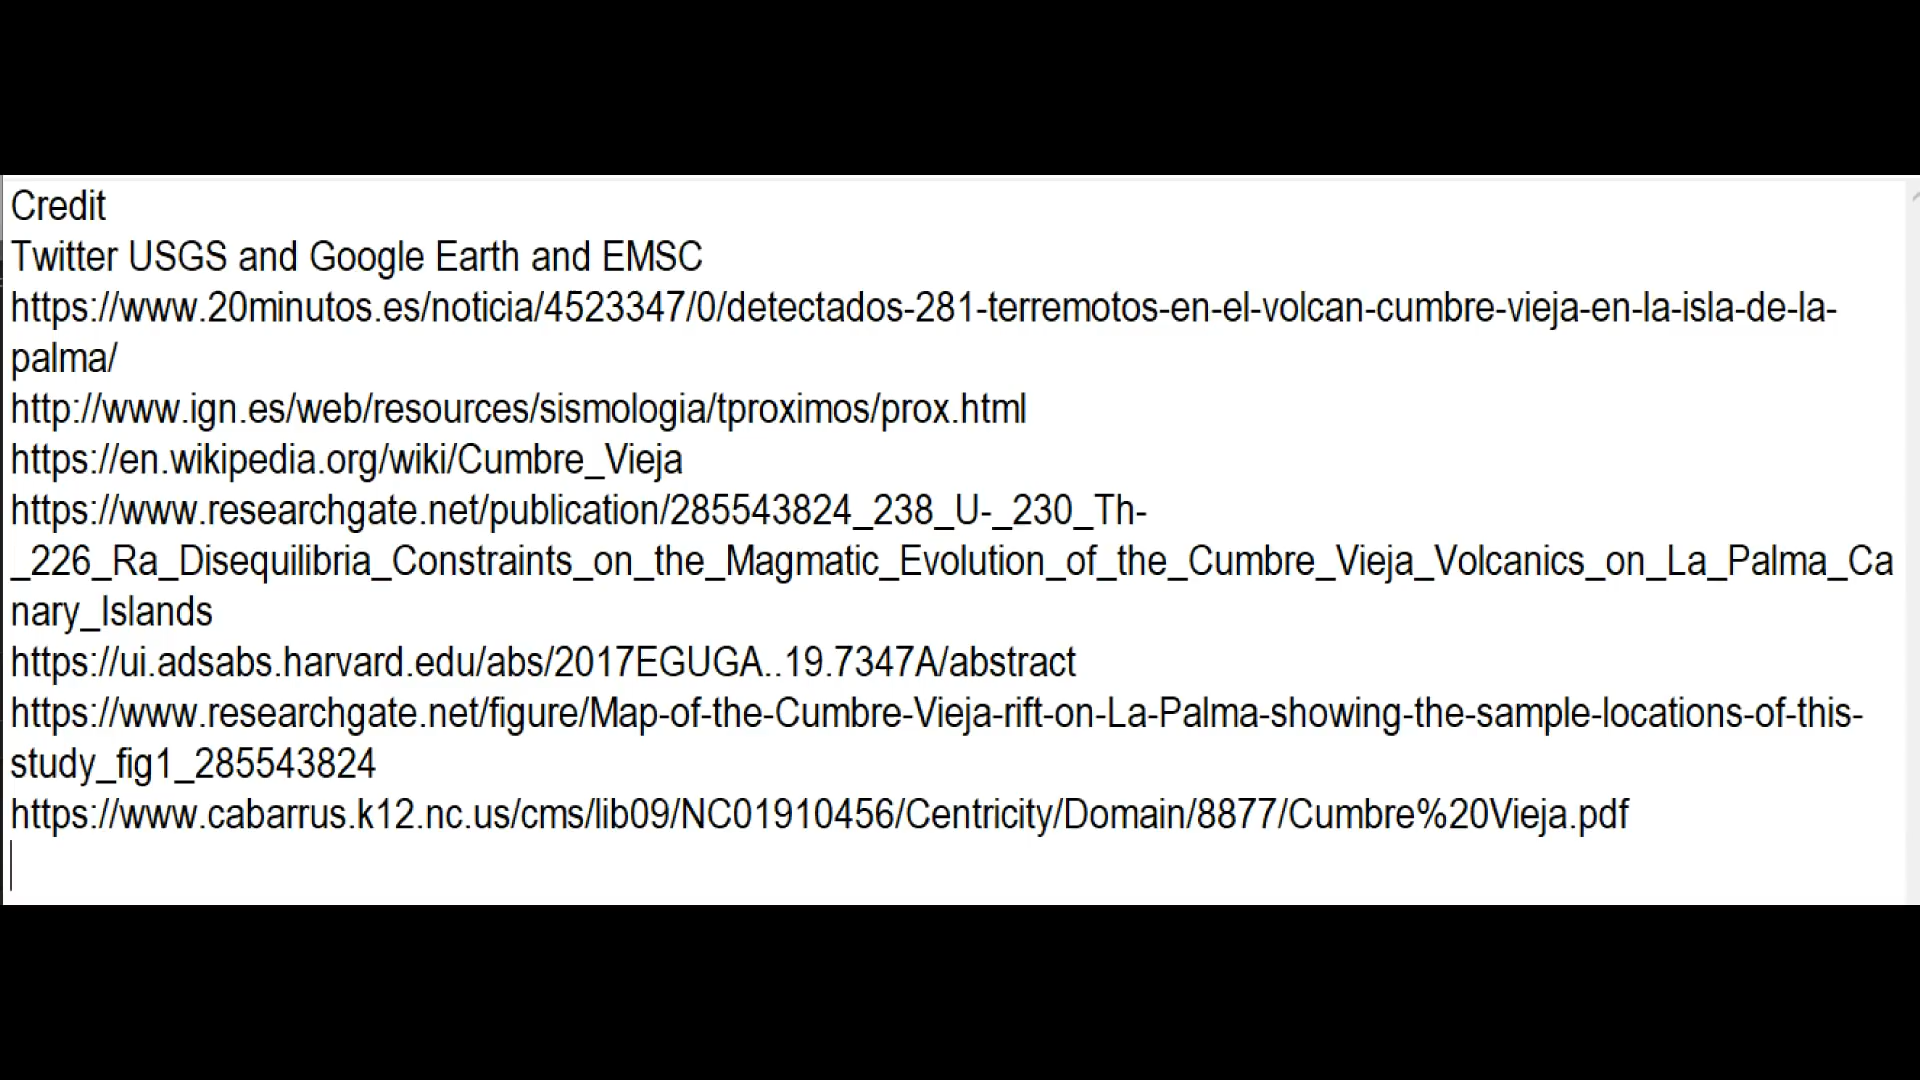 Credit
Twitter USGS and Google Earth and EMSC
https://www.20minutos.es/noticia/4523347/0/detectados-281-terremotos-en-el-volcan-cumbre-vieja-en-la-isla-de-la-
palma/
http://www.ign.es/web/resources/sismologia/tproximos/prox.html
https://en.wikipedia.org/wiki/Cumbre_Vieja
https://www.researchgate.net/publication/285543824_238_U-_230_Th-
_226_Ra_Disequilibria_Constraints_on_the_Magmatic_Evolution_of_the_Cumbre_Vieja_Volcanics_on_La_Palma_Ca
nary_Islands
https://ui.adsabs.harvard.edu/abs/2017EGUGA..19.7347A/abstract
https://www.researchgate.net/figure/Map-of-the-Cumbre-Vieja-rift-on-La-Palma-showing-the-sample-locations-of-this-
study_fig1_285543824
https://www.cabarrus.k12.nc.us/cms/lib09/NC01910456/Centricity/Domain/8877/Cumbre%20Vieja.pdf